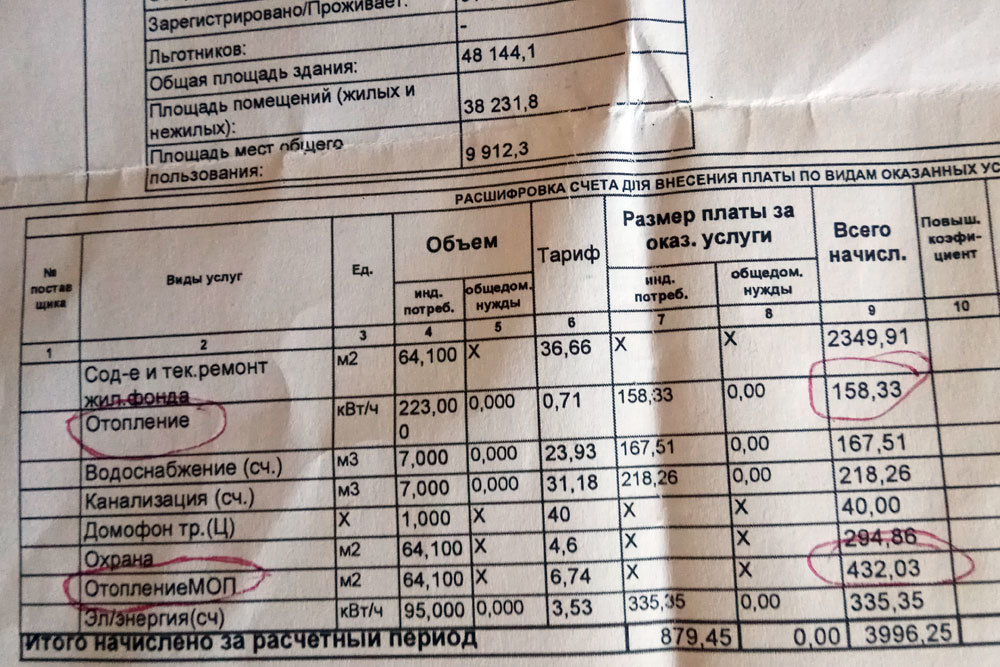 Зарегистрировано/Проживает:
-
Льготников:
48 144,1
Общая площадь здания:
Площадь помещений (жилых и
нежилых):
38 231,8
Площадь мест общего
пользования:
9 912,3
РАСШИФРОВКА СЧЕТА ДЛЯ ВНЕСЕНИЯ ПЛАТЫ ПО ВИДАМ ОКАЗАННЫХ УС
№
постав
щика
Виды услуг
Ед.
Объем
инд.
потреб.
общедом.
нужды
Тариф
Размер платы за
оказ. услуги
инд.
потреб.
общедом.
нужды
Всего
начисл.
Повыш.
коэфи-
циент
1 2 3 4 5 6 7 8 9 10
Сод-е и тек.ремонт
жил.фонда
м2 64,100 X 36,66 X X 2349,91
Отопление кВт/ч 223,00 0,000 0,71 158,33 0,00 158,33
0
Водоснабжение (сч.) м3 7,000 0,000 23,93 167,51 0,00 167,51
Канализация (сч.) м3 7,000 0,000 31,18 218,26 0,00 218,26
Домофон тр.(Ц) X 1,000 X 40 X X 40,00
Охрана м2 64,100 X 4,6 X X 294,86
ОтоплениеМОП м2 64,100 X 6,74 X X 432,03
Эл/энергия(сч) кВт/ч 95,000 0,000 3,53 335,35 0,00 335,35
Итого начислено за расчетный период 879,45 0,00 3996,25